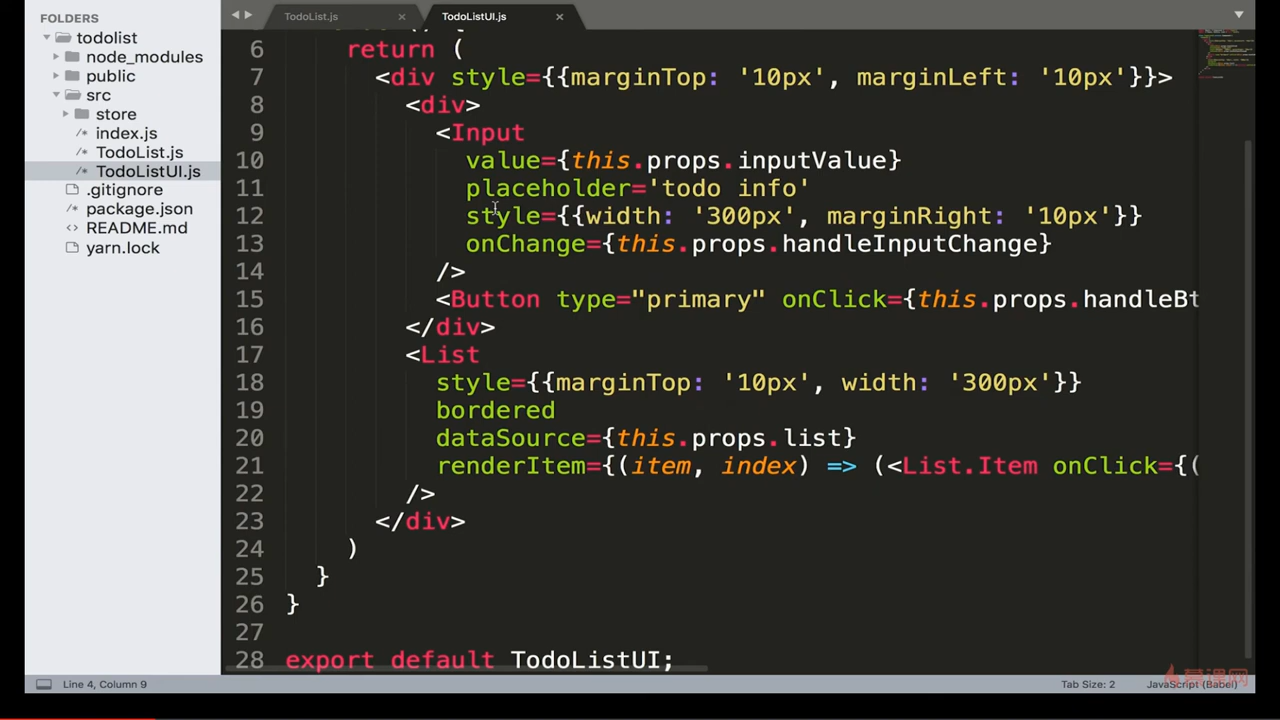 FOLDERS
todolist
node_modules
public
src
store
index.js
TodoList.js
TodoListUI.js
.gitignore
package.json
README.md
yarn.lock
TodoList.js
TodoListUI.js
6 return (
7 <div style={{marginTop: '10px', marginLeft: '10px'}}>
8 <div>
9 <Input
10 value={this.props.inputValue}
11 placeholder='todo info'
12 style={{width: '300px', marginRight: '10px'}}
13 onChange={this.props.handleInputChange}
14 />
15 <Button type="primary" onClick={this.props.handleBt
16 </div>
17 <List
18 style={{marginTop: '10px', width: '300px'}}
19 bordered
20 dataSource={this.props.list}
21 renderItem={(item, index) => (<List.Item onClick={(
22 />
23 </div>
24 )
25 }
26 }
27
28 export default TodoListUI;
Line 4, Column 9
Tab Size: 2
JavaScript (Babel)
慕课网